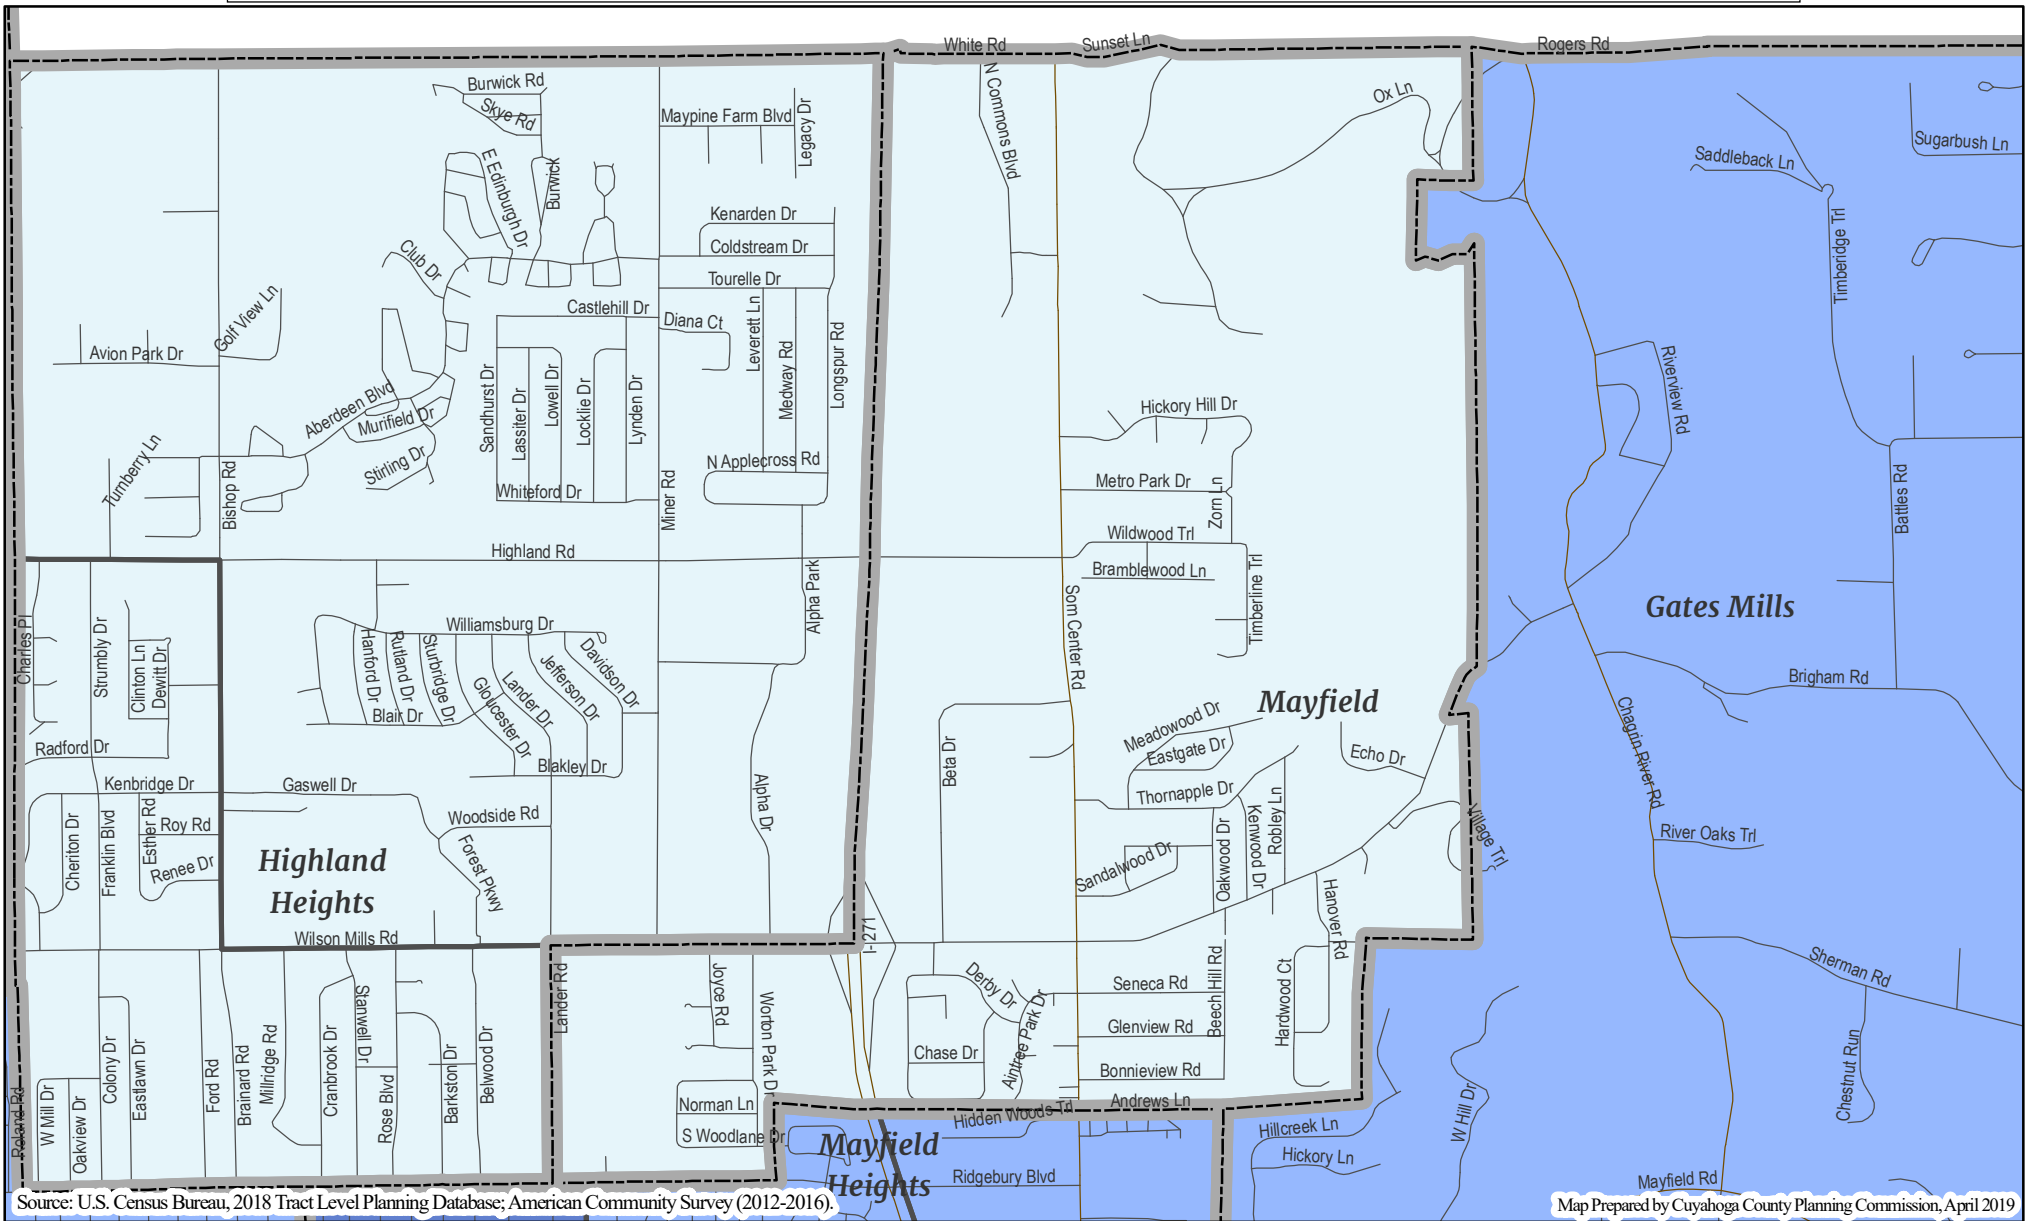 White Rd
Sunset Ln
Rogers Rd
Burwick Rd
Skye Rd
Maypine Farm Blvd
Legacy Dr
N Commons Blvd
Ox Ln
Sugarbush Ln
Saddleback Ln
E Edinburgh Dr
Burwick
Kenarden Dr
Coldstream Dr
Club Dr
Tourelle Dr
Timberidge Trl
Golf View Ln
Castlehill Dr
Diana Ct
Leverett Ln
Medway Rd
Longspur Rd
Avion Park Dr
Sandhurst Dr
Lassiter Dr
Lowell Dr
Locklie Dr
Lynden Dr
Riverview Rd
Aberdeen Blvd
Murifield Dr
Hickory Hill Dr
Turnberry Ln
Bishop Rd
Stirling Dr
Whiteford Dr
Miner Rd
N Applecross Rd
Metro Park Dr
Zorn Ln
Battles Rd
Highland Rd
Wildwood Trl
Bramblewood Ln
Timberline Trl
Alpha Park
Som Center Rd
Gates Mills
Charles Pl
Strumbly Dr
Clinton Ln
Dewitt Dr
Williamsburg Dr
Hanford Dr
Rutland Dr
Sturbridge Dr
Gloucester Dr
Lander Dr
Jefferson Dr
Davidson Dr
Blair Dr
Brigham Rd
Mayfield
Meadowood Dr
Eastgate Dr
Echo Dr
Radford Dr
Blakley Dr
Beta Dr
Chagrin River Rd
Kenbridge Dr
Gaswell Dr
Woodside Rd
Alpha Dr
Thornapple Dr
Cheriton Dr
Franklin Blvd
Esther Rd
Roy Rd
Renee Dr
Forest Pkwy
Sandalwood Dr
Oakwood Dr
Kenwood Dr
Robley Ln
Village Trl
River Oaks Trl
Highland
Heights
Hanover Rd
Wilson Mills Rd
I-271
Lander Rd
Joyce Rd
Worton Park Dr
Derby Dr
Aintree Park Dr
Seneca Rd
Beech Hill Rd
Hardwood Ct
Sherman Rd
Stanwell Dr
Glenview Rd
Chase Dr
Bonnieview Rd
Chestnut Run
Roland Rd
W Mill Dr
Oakview Dr
Colony Dr
Eastlawn Dr
Ford Rd
Brainard Rd
Millridge Rd
Cranbrook Dr
Rose Blvd
Barkston Dr
Belwood Dr
Norman Ln
S Woodlane Dr
Hidden Woods Trl
Andrews Ln
Hillcreek Ln
Hickory Ln
W Hill Dr
Mayfield
Heights
Ridgebury Blvd
Mayfield Rd
Source: U.S. Census Bureau, 2018 Tract Level Planning Database; American Community Survey (2012-2016).
Map Prepared by Cuyahoga County Planning Commission, April 2019